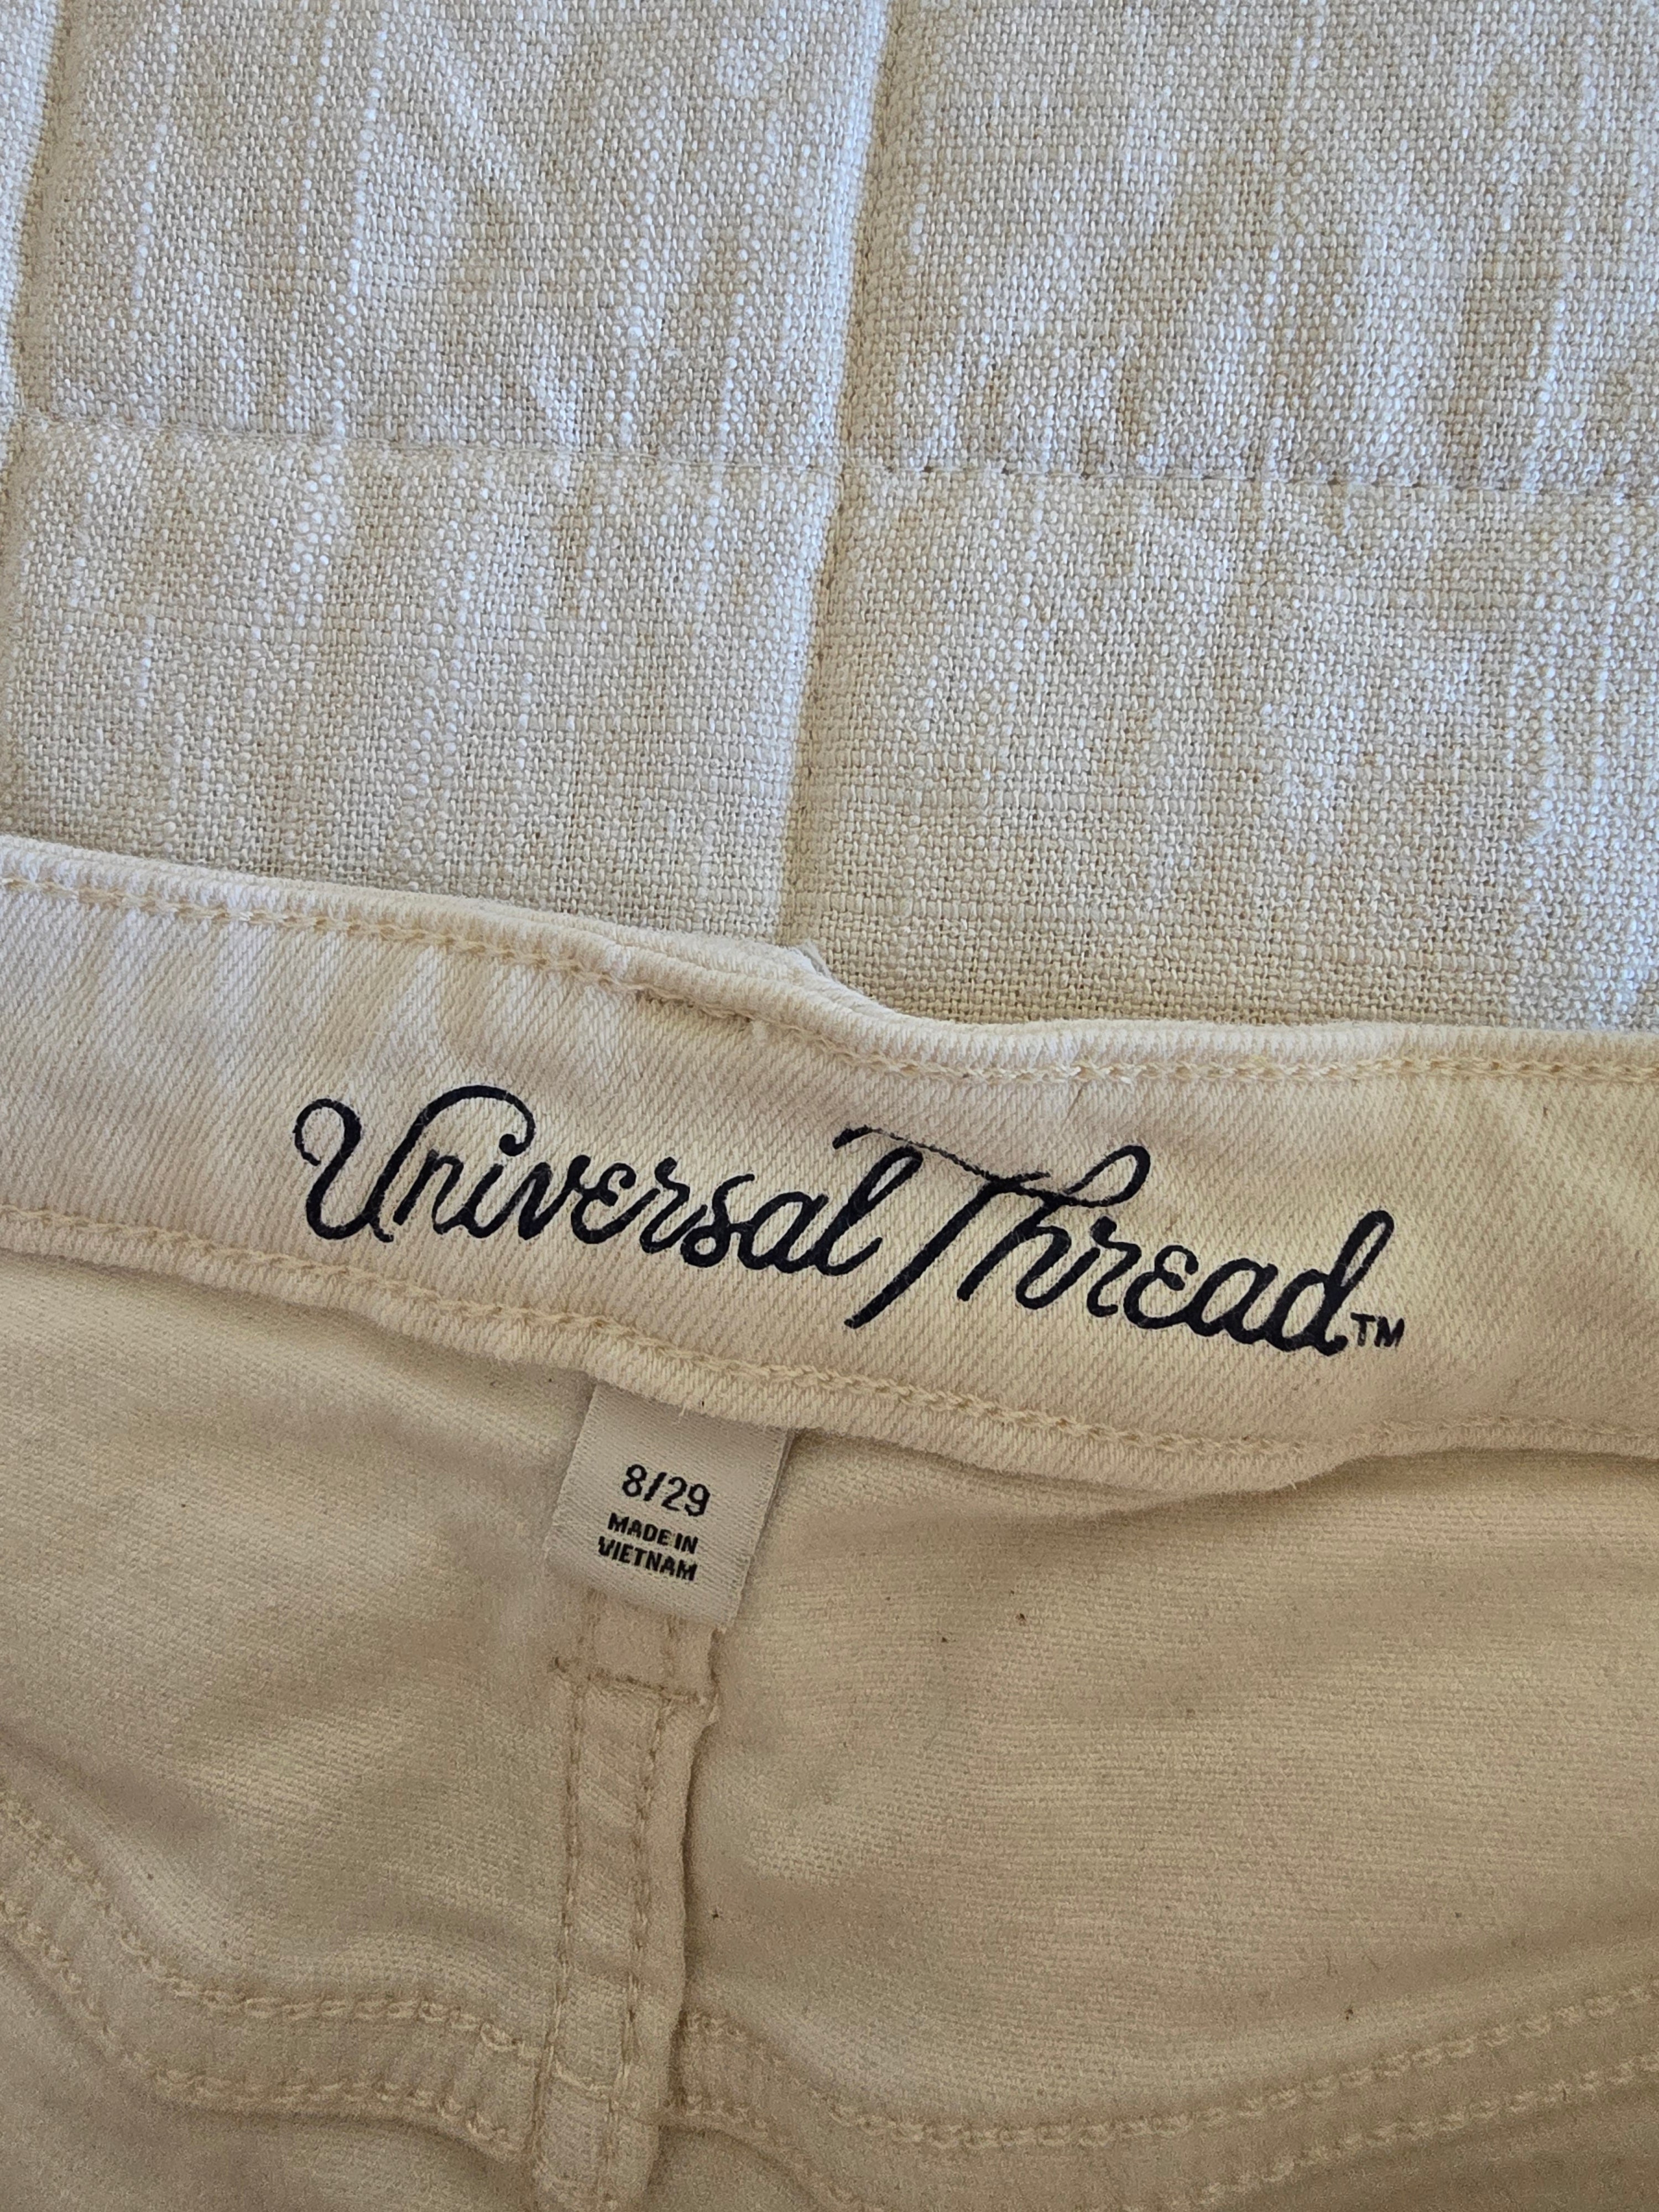 Universal Thread™
8/29
MADE IN
VIETNAM